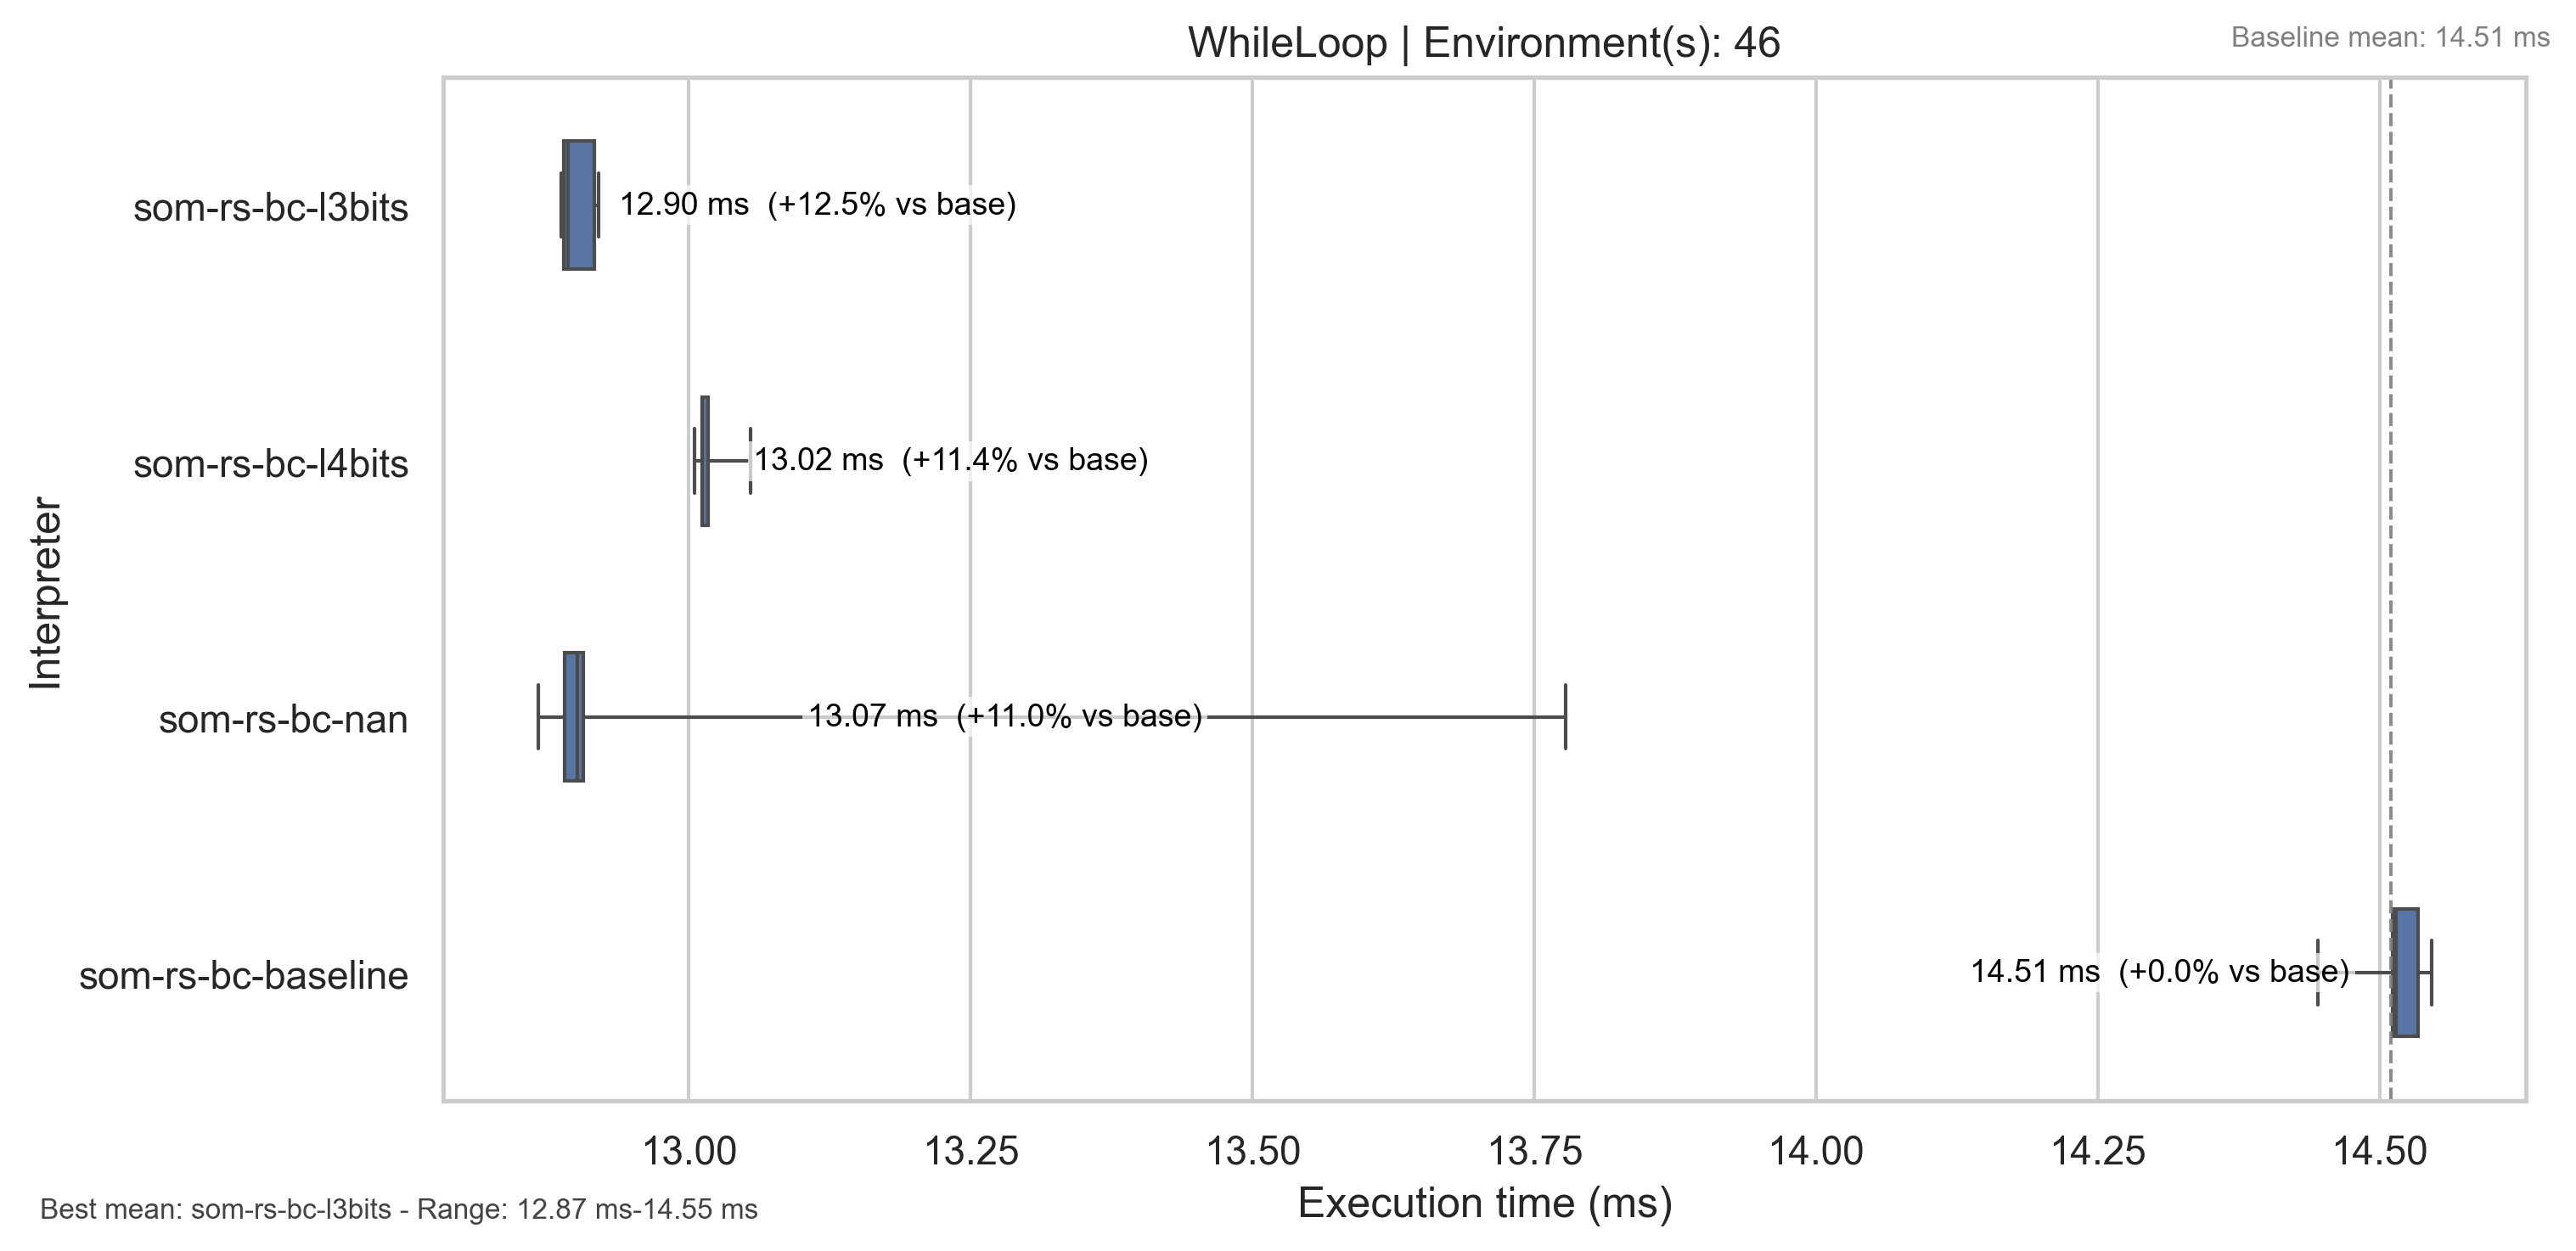 WhileLoop | Environment(s): 46
Baseline mean: 14.51 ms
Interpreter
som-rs-bc-l3bits
12.90 ms (+12.5% vs base)
som-rs-bc-l4bits
13.02 ms (+11.4% vs base)
som-rs-bc-nan
13.07 ms (+11.0% vs base)
som-rs-bc-baseline
14.51 ms (+0.0% vs base)
13.00 13.25 13.50 13.75 14.00 14.25 14.50
Execution time (ms)
Best mean: som-rs-bc-l3bits - Range: 12.87 ms-14.55 ms